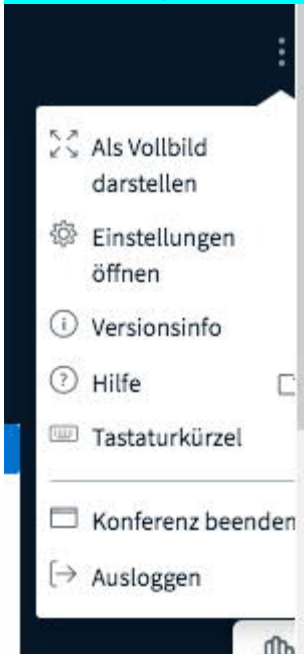 Als Vollbild
darstellen
Einstellungen
öffnen
Versionsinfo
Hilfe
Tastaturkürzel
Konferenz beenden
Ausloggen